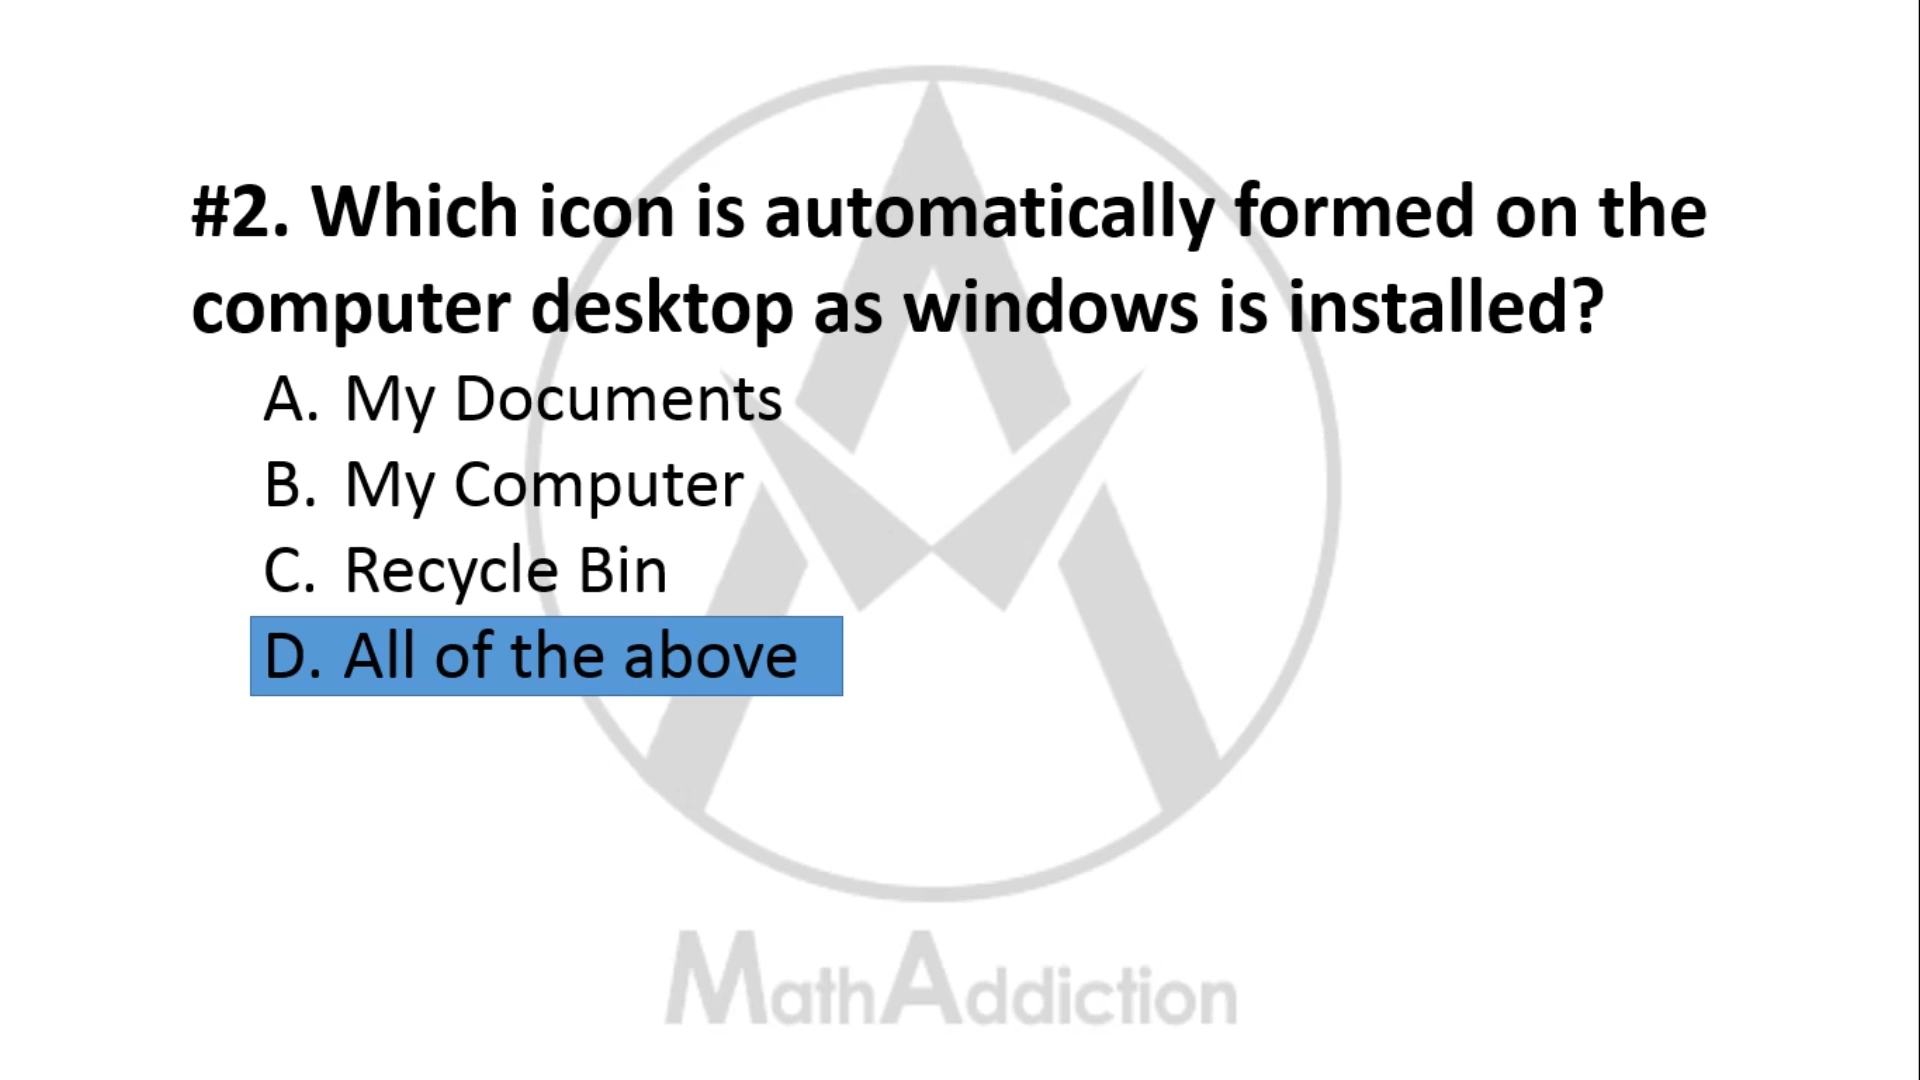 #2. Which icon is automatically formed on the
computer desktop as windows is installed?
A. My Documents
B. My Computer
C. Recycle Bin
D. All of the above
MathAddiction